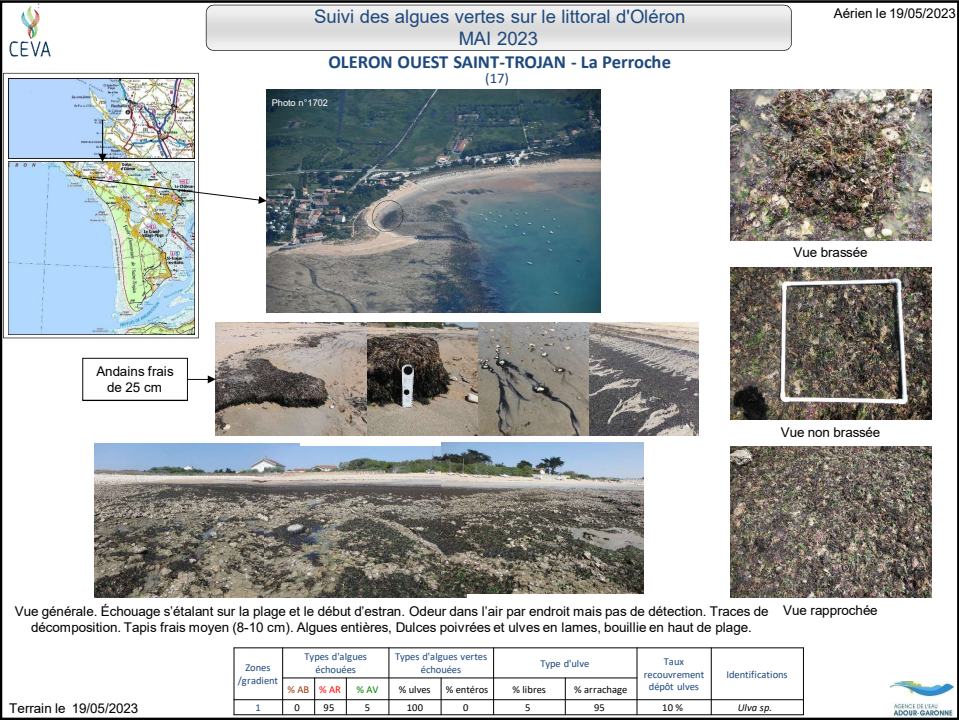 CEVA
Suivi des algues vertes sur le littoral d'Oléron
MAI 2023
Aérien le 19/05/2023
OLERON OUEST SAINT-TROJAN - La Perroche
(17)
Photo n°1702
Vue brassée
Vue non brassée
Andains frais
de 25 cm
Vue générale. Échouage s'étalant sur la plage et le début d'estran. Odeur dans l'air par endroit mais pas de détection. Traces de
décomposition. Tapis frais moyen (8-10 cm). Algues entières, Dulces poivrées et ulves en lames, bouillie en haut de plage.
Vue rapprochée
Zones
/gradient
Types d'algues
échouées
Types d'algues vertes
échouées
Type d'ulve
Taux
recouvrement
dépôt ulves
Identifications
% AB % AR % AV % ulves % entéros % libres % arrachage
1 0 95 5 100 0 5 95 10 % Ulva sp.
Terrain le 19/05/2023
AGENCE DE L'EAU
ADOUR-GARONNE